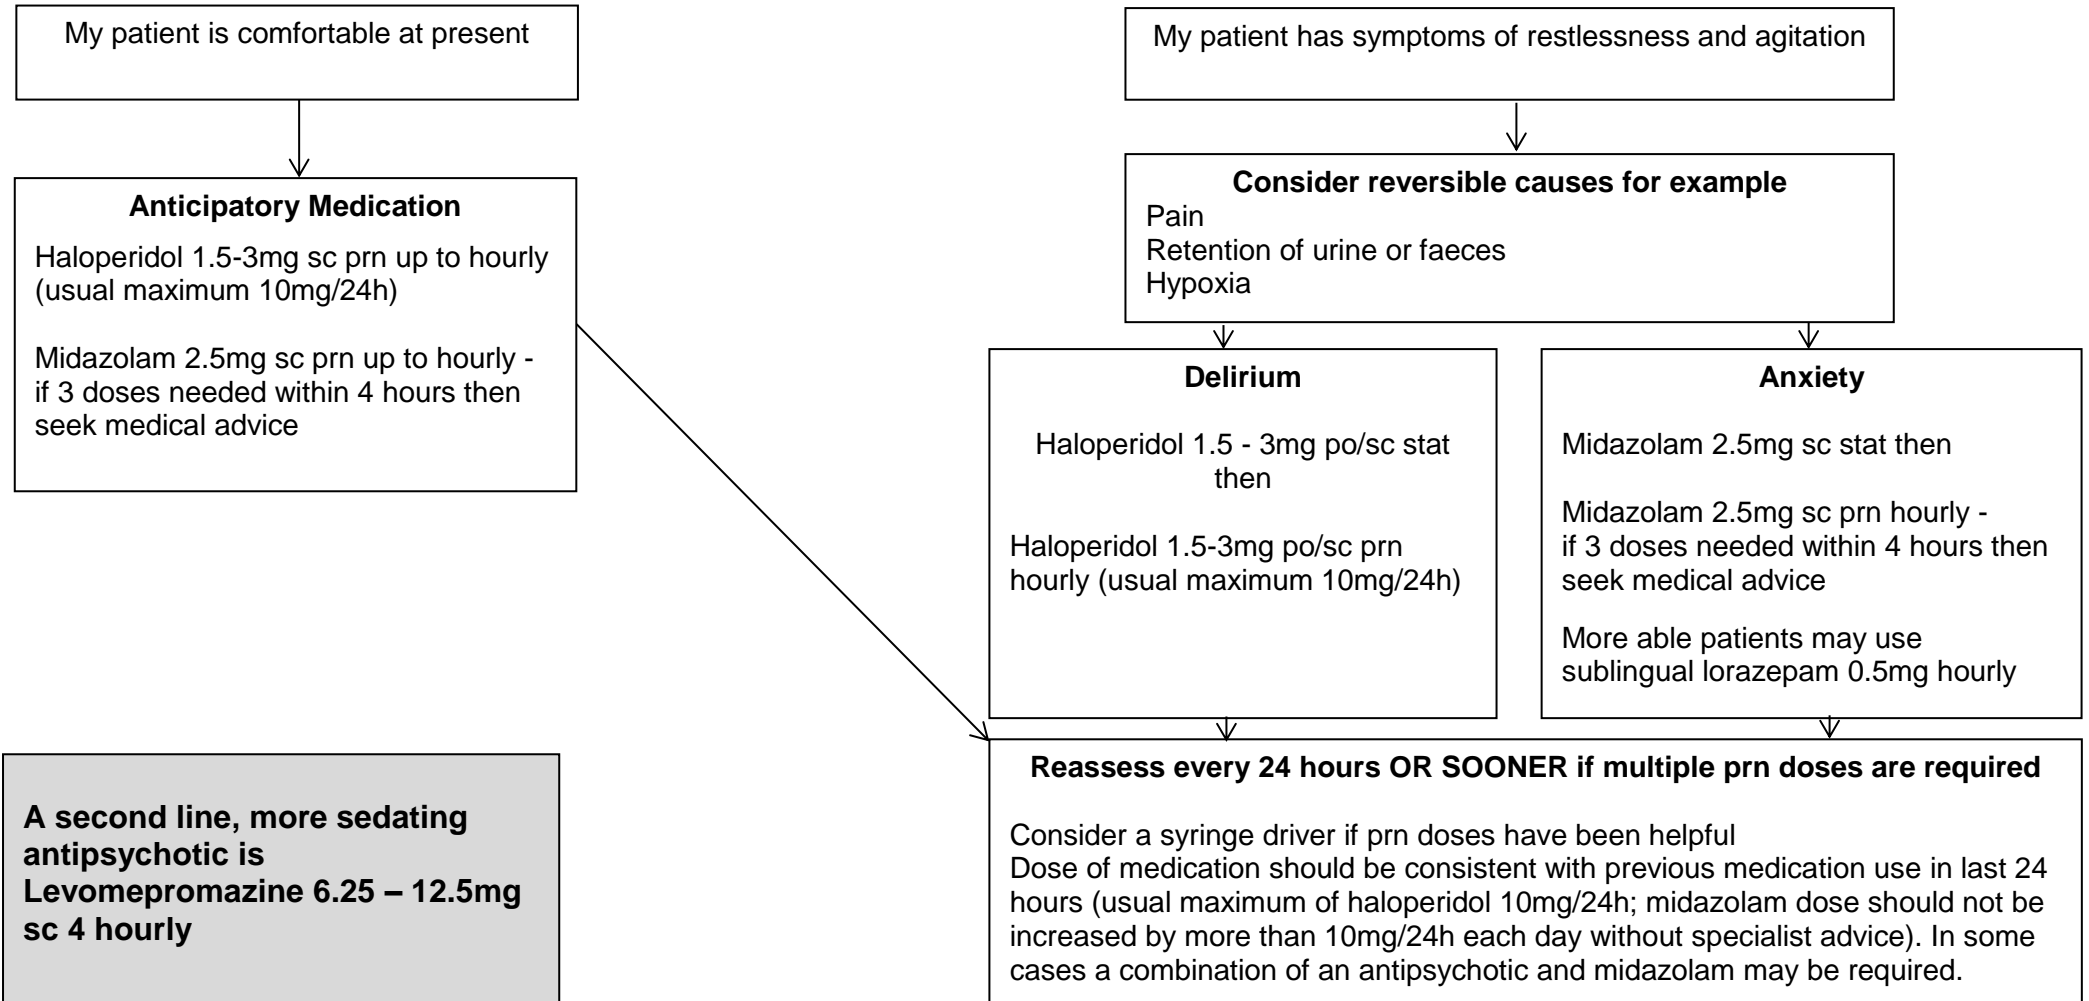 My patient is comfortable at present
My patient has symptoms of restlessness and agitation
Anticipatory Medication
Haloperidol 1.5-3mg sc prn up to hourly
(usual maximum 10mg/24h)
Midazolam 2.5mg sc prn up to hourly -
if 3 doses needed within 4 hours then
seek medical advice
Consider reversible causes for example
Pain
Retention of urine or faeces
Hypoxia
Delirium
Haloperidol 1.5 - 3mg po/sc stat
then
Haloperidol 1.5-3mg po/sc prn
hourly (usual maximum 10mg/24h)
Anxiety
Midazolam 2.5mg sc stat then
Midazolam 2.5mg sc prn hourly -
if 3 doses needed within 4 hours then
seek medical advice
More able patients may use
sublingual lorazepam 0.5mg hourly
A second line, more sedating
antipsychotic is
Levomepromazine 6.25 – 12.5mg
sc 4 hourly
Reassess every 24 hours OR SOONER if multiple prn doses are required
Consider a syringe driver if prn doses have been helpful
Dose of medication should be consistent with previous medication use in last 24
hours (usual maximum of haloperidol 10mg/24h; midazolam dose should not be
increased by more than 10mg/24h each day without specialist advice). In some
cases a combination of an antipsychotic and midazolam may be required.